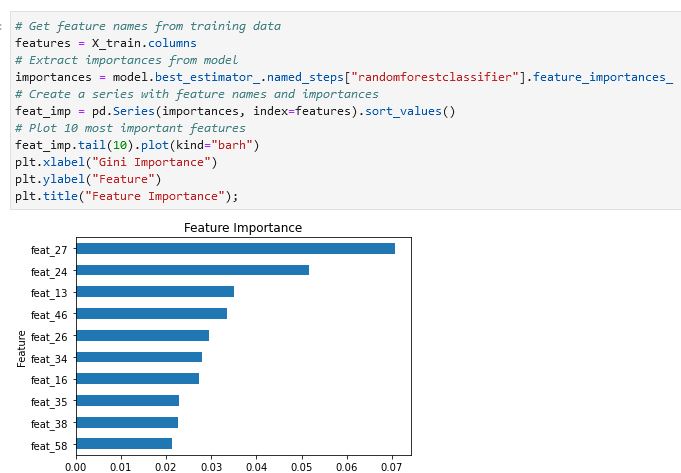 # Get feature names from training data
features = X_train.columns
# Extract importances from model
importances = model.best_estimator_.named_steps["randomforestclassifier"].feature_importances_
# Create a series with feature names and importances
feat_imp = pd.Series(importances, index=features).sort_values()
# Plot 10 most important features
feat_imp.tail(10).plot(kind="barh")
plt.xlabel("Gini Importance")
plt.ylabel("Feature")
plt.title("Feature Importance");
Feature Importance
feat_27
feat_24
feat_13
feat_46
feat_26
feat_34
feat_16
feat_35
feat_38
feat_58
Feature
0.00 0.01 0.02 0.03 0.04 0.05 0.06 0.07